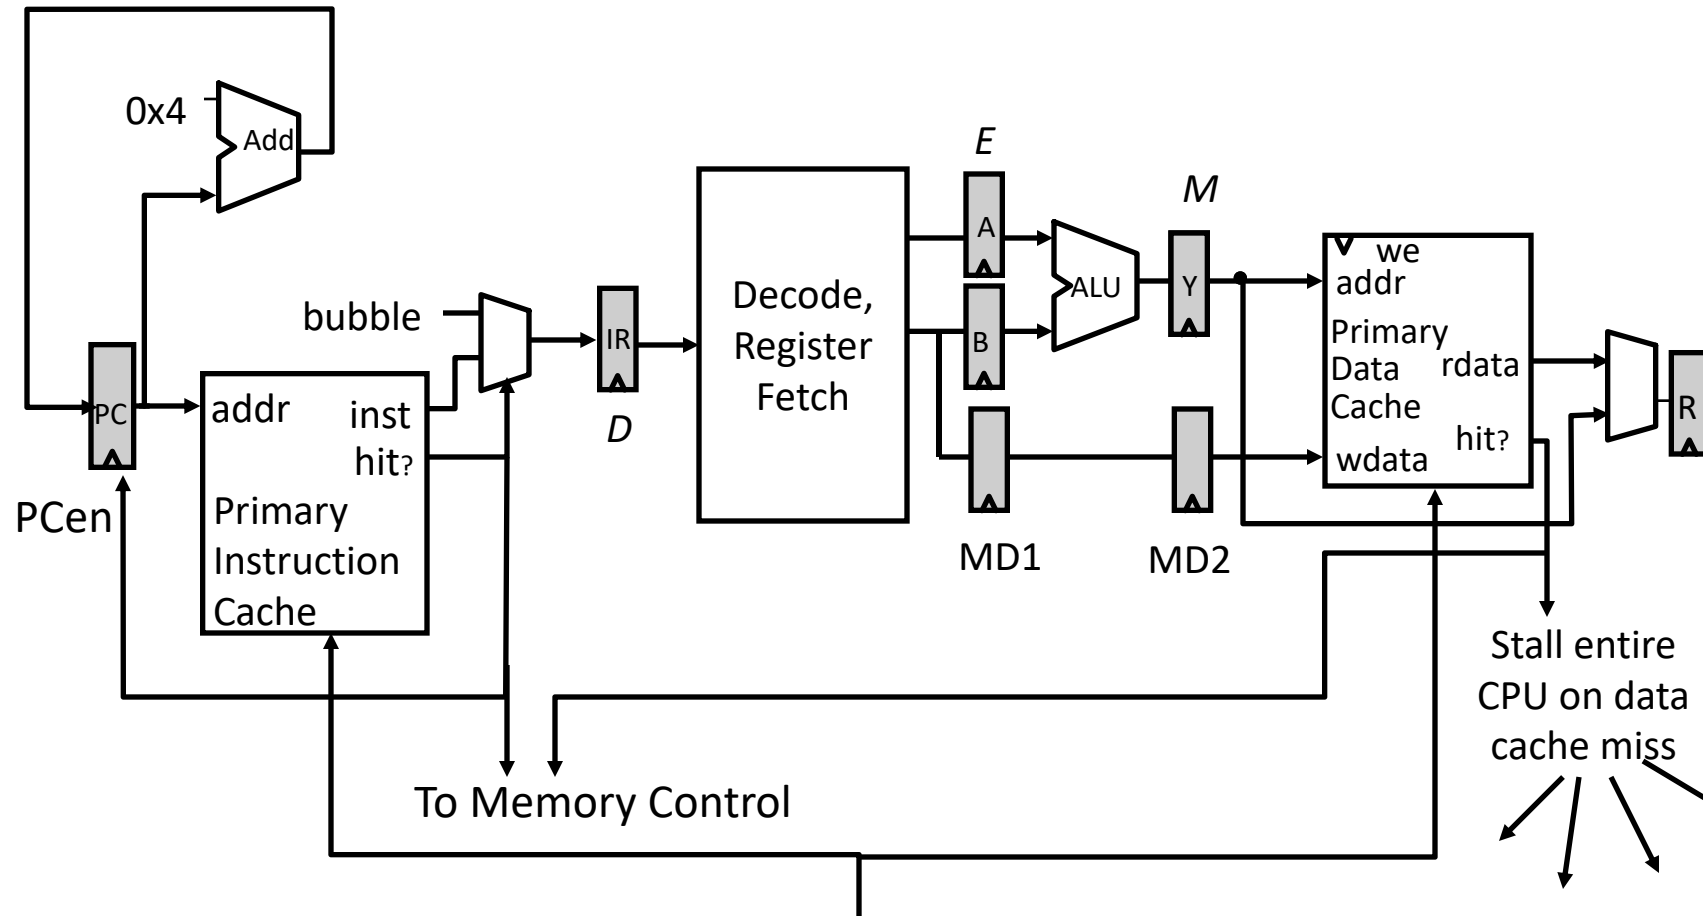 0x4
Add
E
M
A
B
ALU
Y
we
addr
Primary
Data
Cache
rdata
hit?
wdata
R
bubble
IR
D
Decode,
Register
Fetch
PC
PCen
addr
inst
hit?
Primary
Instruction
Cache
MD1
MD2
Stall entire
CPU on data
cache miss
To Memory Control